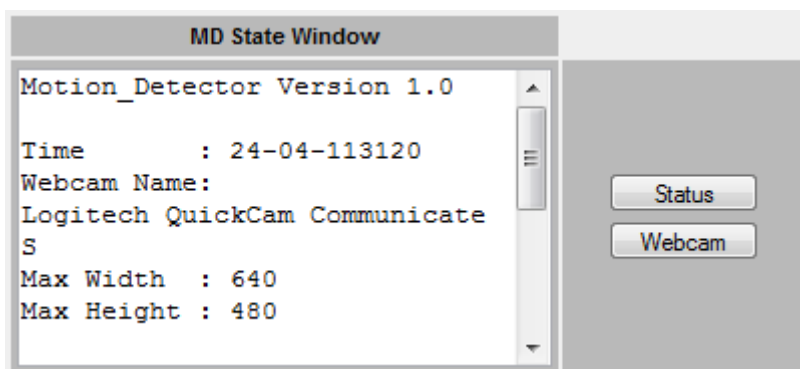 MD State Window
Motion_Detector Version 1.0
Time       : 24-04-113120
Webcam Name:
Logitech QuickCam Communicate
S
Max Width  : 640
Max Height : 480
Status
Webcam